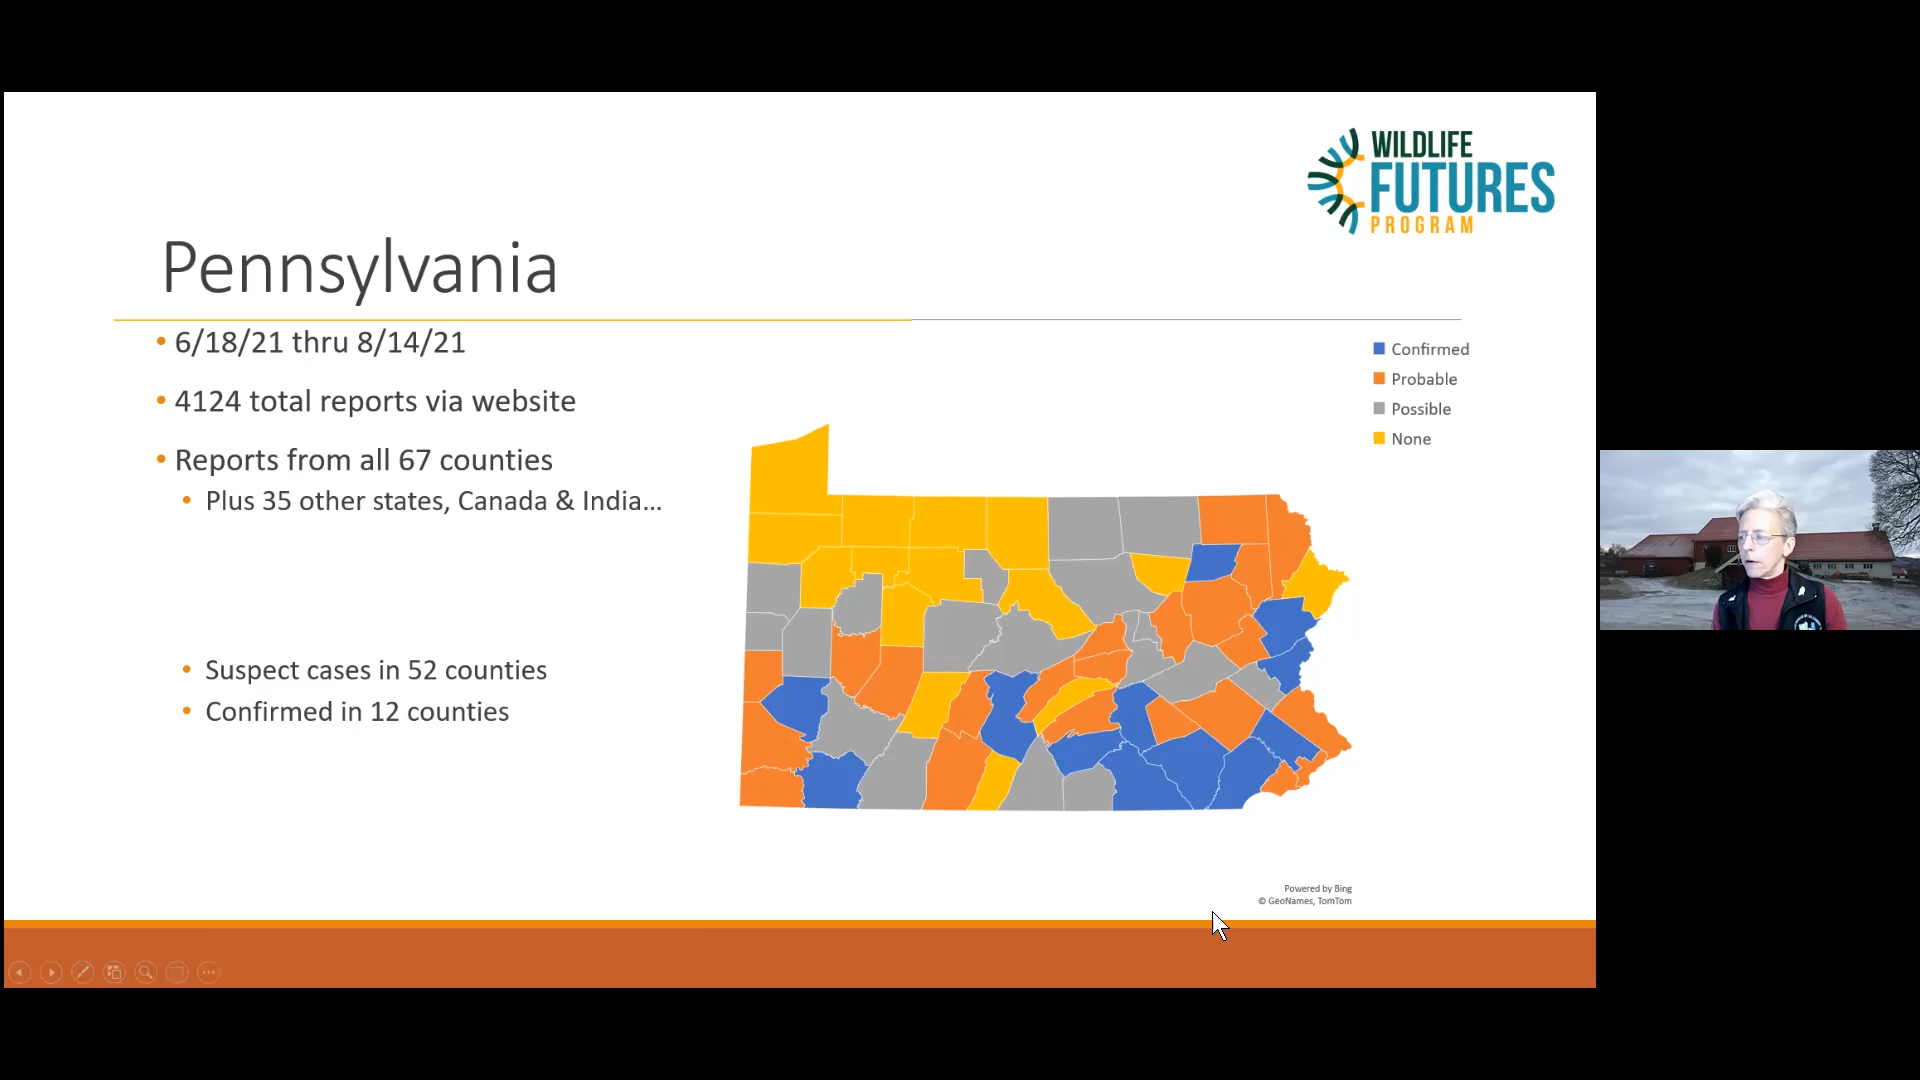 WILDLIFE
FUTURES
PROGRAM
Pennsylvania
• 6/18/21 thru 8/14/21
• 4124 total reports via website
• Reports from all 67 counties
• Plus 35 other states, Canada & India...
• Suspect cases in 52 counties
• Confirmed in 12 counties
Confirmed
Probable
Possible
None
Powered by Bing
© GeoNames, TomTom